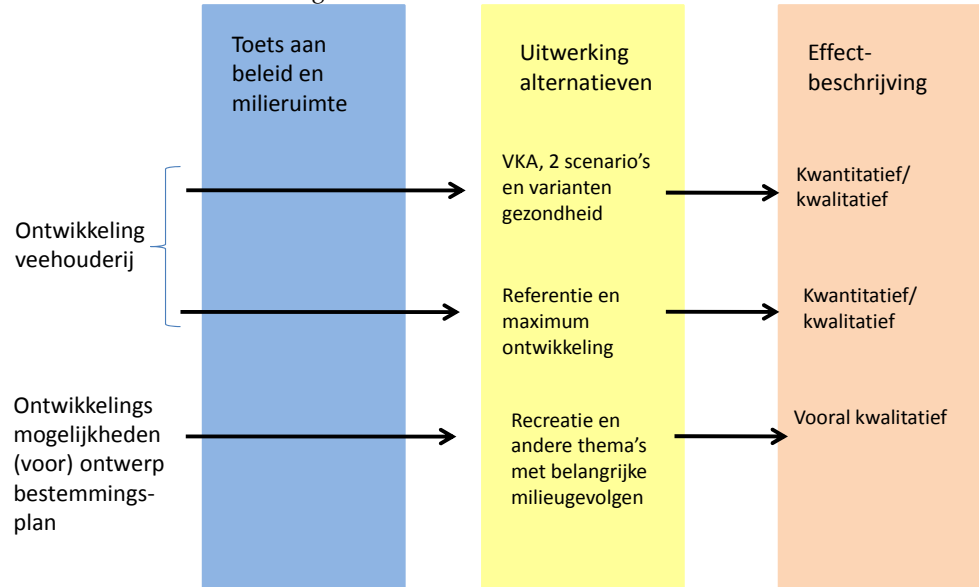 Toets aan
beleid en
milieruimte
Uitwerking
alternatieven
Effect-
beschrijving
Ontwikkeling
veehouderij
VKA, 2 scenario's
en varianten
gezondheid
Kwantitatief/
kwalitatief
Referentie en
maximum
ontwikkeling
Kwantitatief/
kwalitatief
Ontwikkelings
mogelijkheden
(voor) ontwerp
bestemmings-
plan
Recreatie en
andere thema's
met belangrijke
milieugevolgen
Vooral kwalitatief